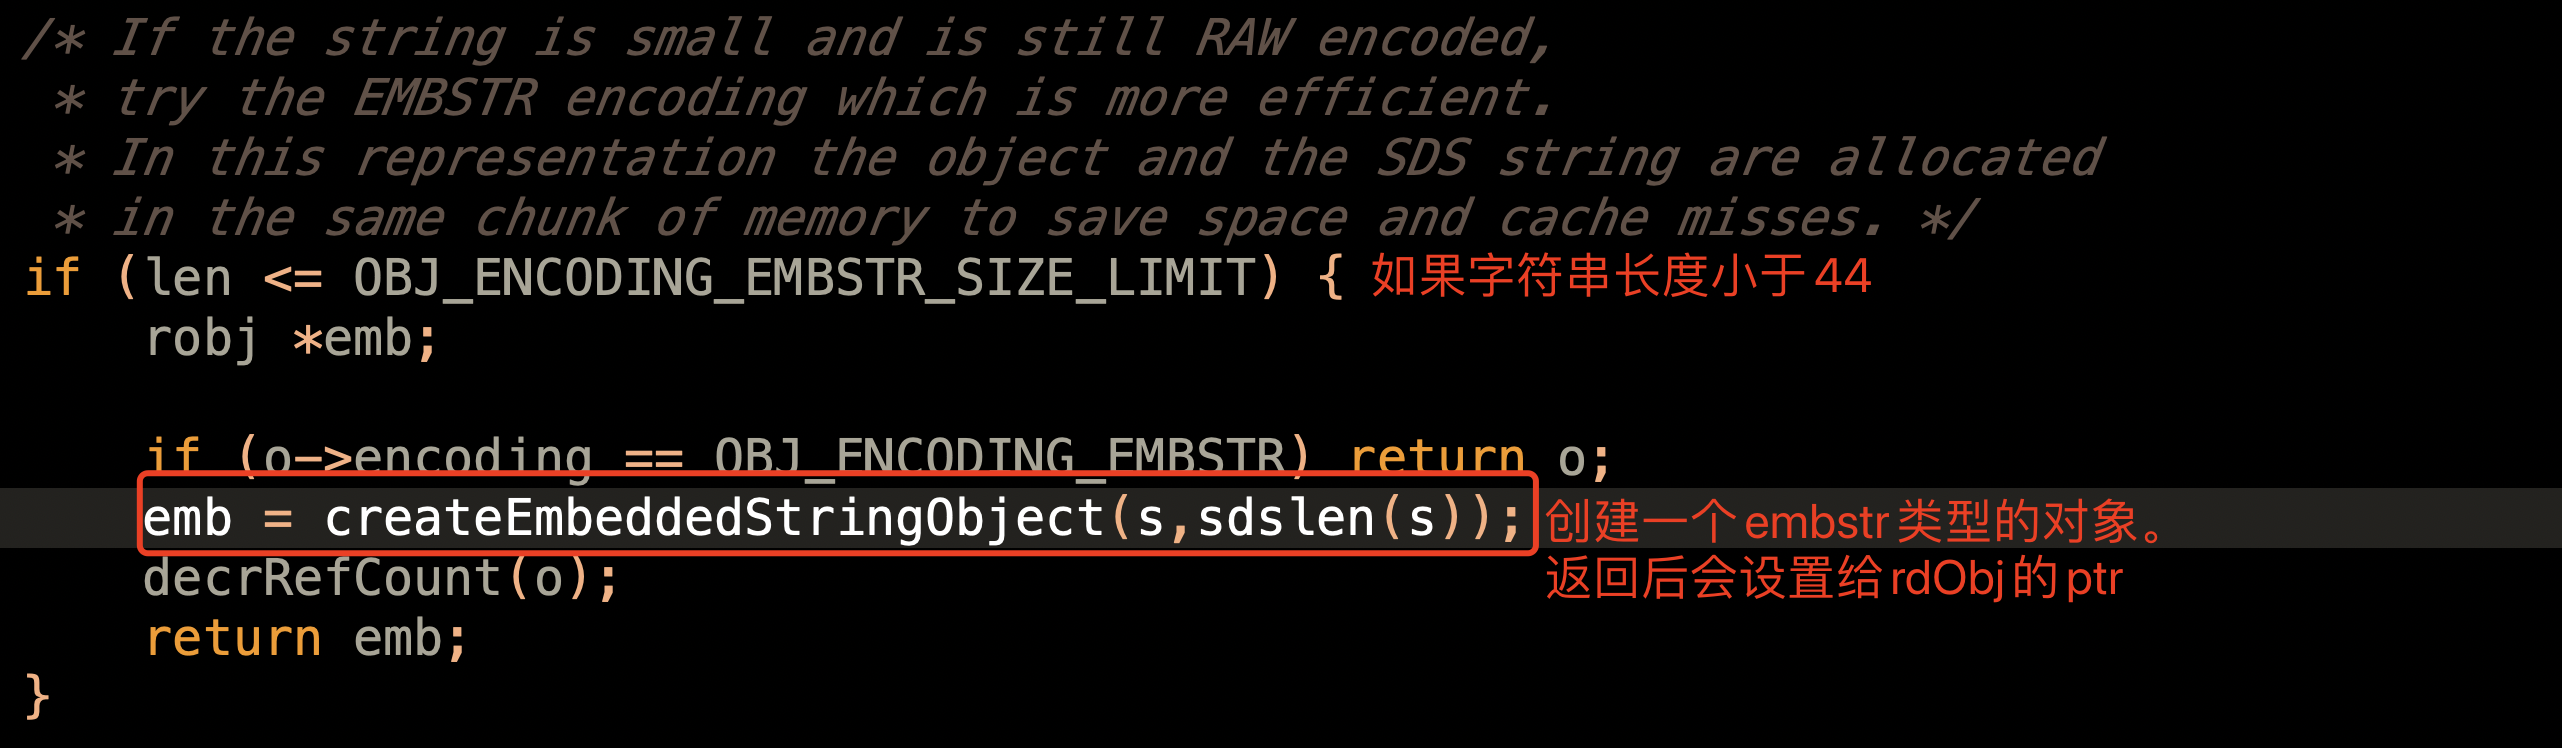 /* If the string is small and is still RAW encoded,
 * try the EMBSTR encoding which is more efficient.
 * In this representation the object and the SDS string are allocated
 * in the same chunk of memory to save space and cache misses. */
if (len <= OBJ_ENCODING_EMBSTR_SIZE_LIMIT) { 如果字符串长度小于44
    robj *emb;
    if (o->encoding == OBJ_ENCODING_EMBSTR) return o;
    emb = createEmbeddedStringObject(s,sdslen(s)); 创建一个embstr类型的对象。
    decrRefCount(o); 返回后会设置给rdObj的ptr
    return emb;
}